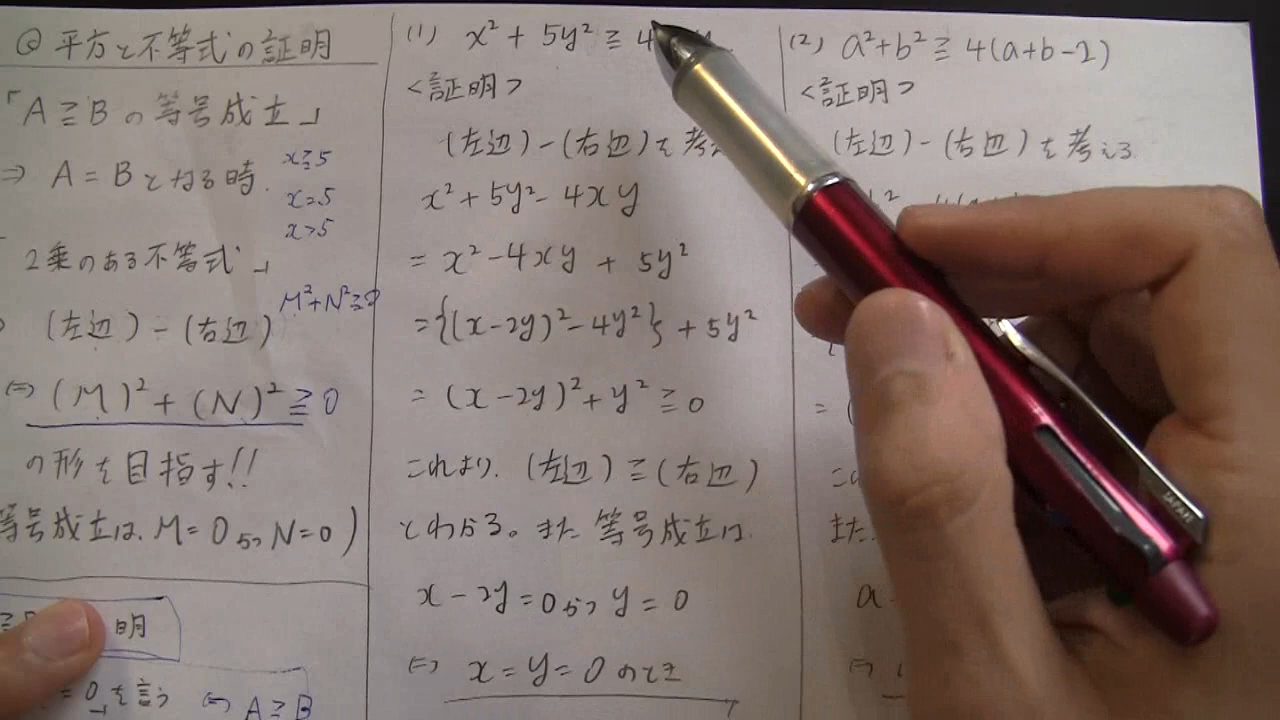 ◎平方と不等式の証明
「A≧Bの等号成立」
⇒ A=Bとなる時.
x≧5
x=5
x>5
2乗のある不等式」
(左辺)-(右辺)
M²+N²≧0
⇔ (M)²+(N)²≧0
の形を目指す!!
等号成立は、M=0かつN=0)
明
=0を言う ⇔ A≧B
(1) x²+5y²≧4
<証明>
(左辺)-(右辺)を考
x²+5y²-4xy
=x²-4xy+5y²
={(x-2y)²-4y²}+5y²
=(x-2y)²+y²≧0
これより、(左辺)≧(右辺)
とわかる。また等号成立は、
x-2y=0かつy=0
⇔ x=y=0のとき
(2) a²+b²≧4(a+b-2)
<証明>
(左辺)-(右辺)を考える
=(
また、
a-
JAPAN